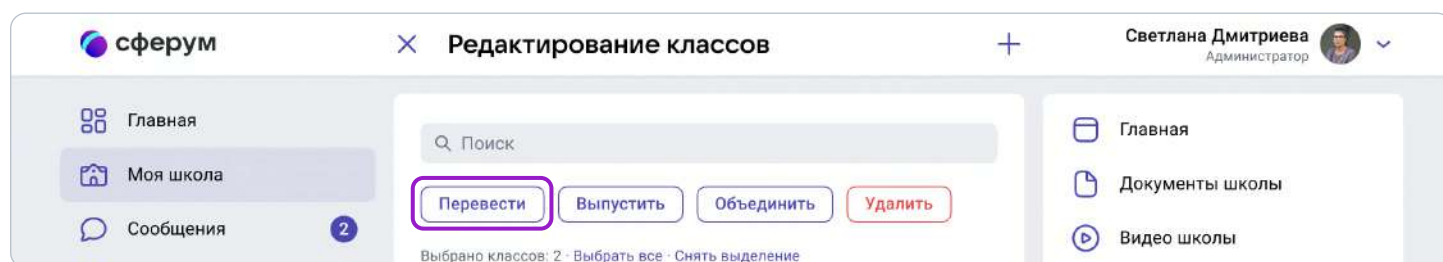 сферум
Редактирование классов
Светлана Дмитриева
Администратор
Главная
Моя школа
Сообщения
2
Поиск
Перевести
Выпустить
Объединить
Удалить
Выбрано классов: 2 · Выбрать все · Снять выделение
Главная
Документы школы
Видео школы